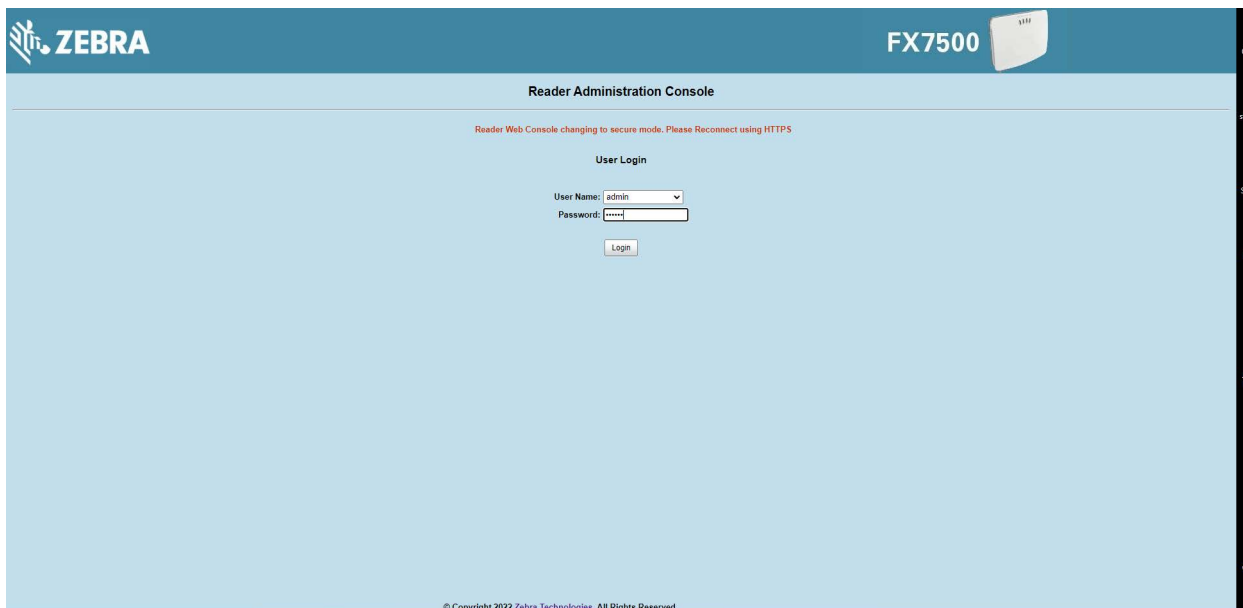 ZEBRA
FX7500
Reader Administration Console
Reader Web Console changing to secure mode. Please Reconnect using HTTPS
User Login
User Name: admin
Password: ••••••
Login
© Copyright 2022 Zebra Technologies. All Rights Reserved.